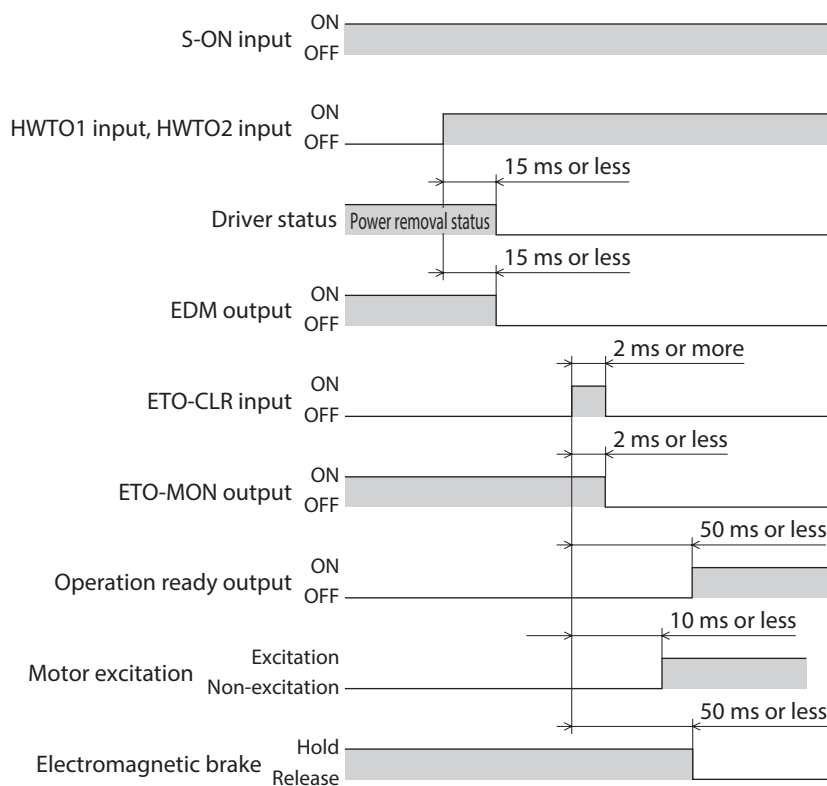 S-ON input
ON
OFF
HWTO1 input, HWTO2 input
ON
OFF
15 ms or less
Driver status
Power removal status
15 ms or less
EDM output
ON
OFF
2 ms or more
ETO-CLR input
ON
OFF
2 ms or less
ETO-MON output
ON
OFF
50 ms or less
Operation ready output
ON
OFF
10 ms or less
Motor excitation
Excitation
Non-excitation
50 ms or less
Electromagnetic brake
Hold
Release